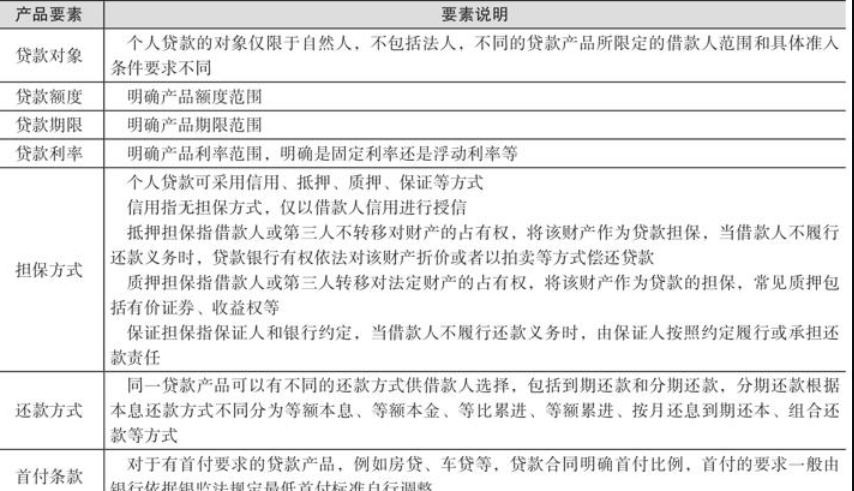 产品要素 要素说明
贷款对象 个人贷款的对象仅限于自然人，不包括法人，不同的贷款产品所限定的借款人范围和具体准入
条件要求不同
贷款额度 明确产品额度范围
贷款期限 明确产品期限范围
贷款利率 明确产品利率范围，明确是固定利率还是浮动利率等
担保方式
个人贷款可采用信用、抵押、质押、保证等方式
信用指无担保方式，仅以借款人信用进行授信
抵押担保指借款人或第三人不转移对财产的占有权，将该财产作为贷款担保，当借款人不履行
还款义务时，贷款银行有权依法对该财产折价或者以拍卖等方式偿还贷款
质押担保指借款人或第三人转移对法定财产的占有权，将该财产作为贷款的担保，常见质押包
括有价证券、收益权等
保证担保指保证人和银行约定，当借款人不履行还款义务时，由保证人按照约定履行或承担还
款责任
还款方式
同一贷款产品可以有不同的还款方式供借款人选择，包括到期还款和分期还款，分期还款根据
本息还款方式不同分为等额本息、等额本金、等比累进、等额累进、按月还息到期还本、组合还
款等方式
首付条款
对于有首付要求的贷款产品，例如房贷、车贷等，贷款合同明确首付比例，首付的要求一般由
银行依据银监法规定最低首付标准自行调整